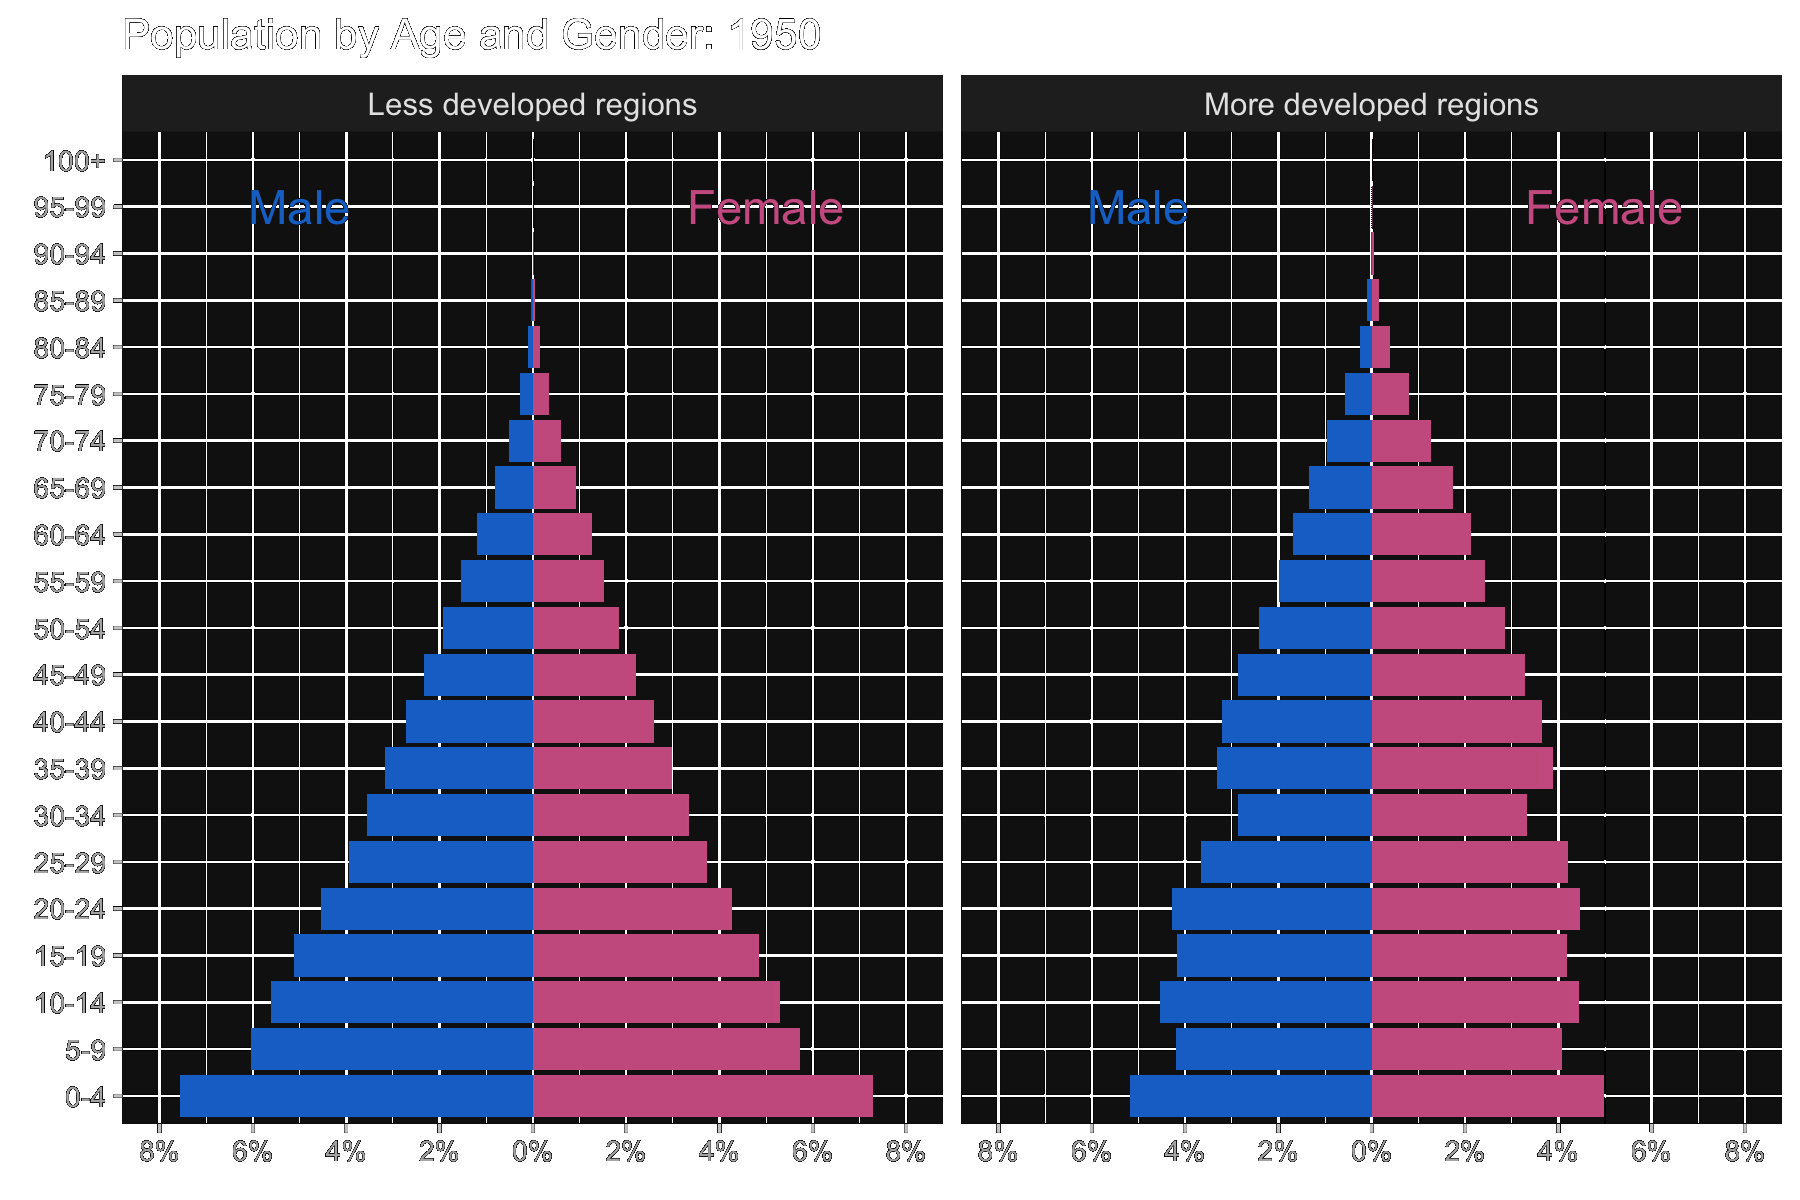 Population by Age and Gender: 1950
Less developed regions
More developed regions
100+
95-99
90-94
85-89
80-84
75-79
70-74
65-69
60-64
55-59
50-54
45-49
40-44
35-39
30-34
25-29
20-24
15-19
10-14
5-9
0-4
Male
Female
Male
Female
8% 6% 4% 2% 0% 2% 4% 6% 8%
8% 6% 4% 2% 0% 2% 4% 6% 8%